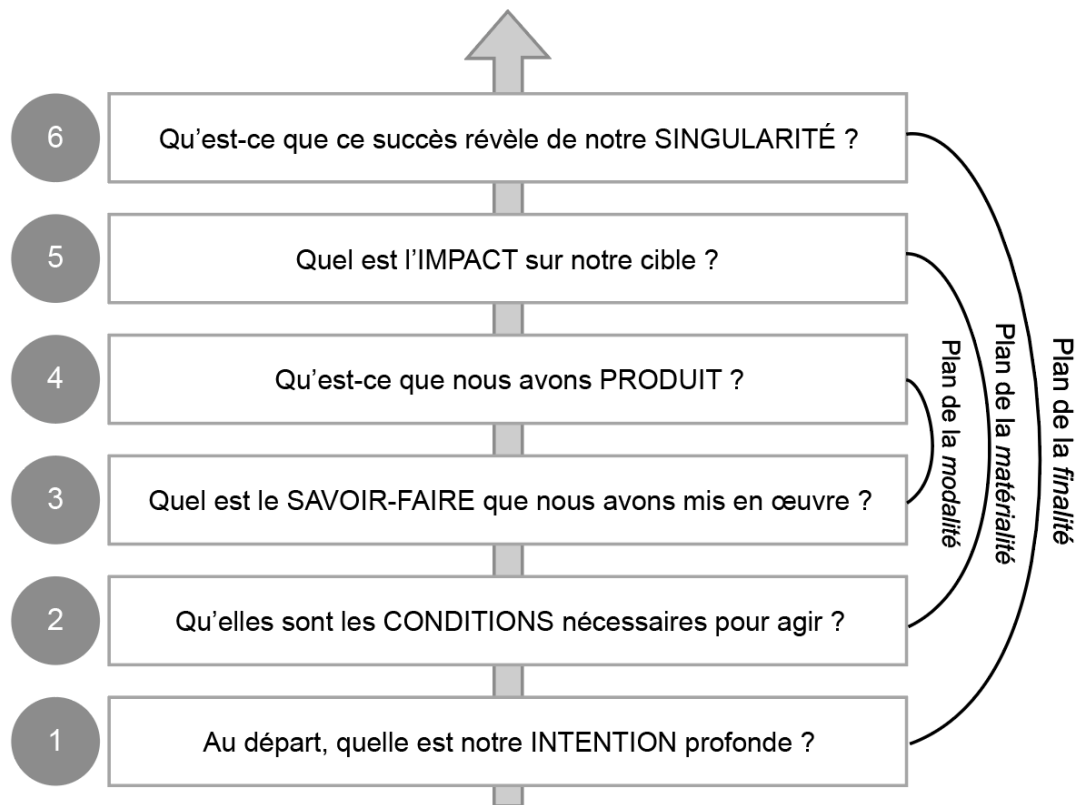 6
Qu’est-ce que ce succès révèle de notre SINGULARITÉ ?
5
Quel est l’IMPACT sur notre cible ?
4
Qu’est-ce que nous avons PRODUIT ?
3
Quel est le SAVOIR-FAIRE que nous avons mis en œuvre ?
2
Qu’elles sont les CONDITIONS nécessaires pour agir ?
1
Au départ, quelle est notre INTENTION profonde ?
Plan de la modalité
Plan de la matérialité
Plan de la finalité